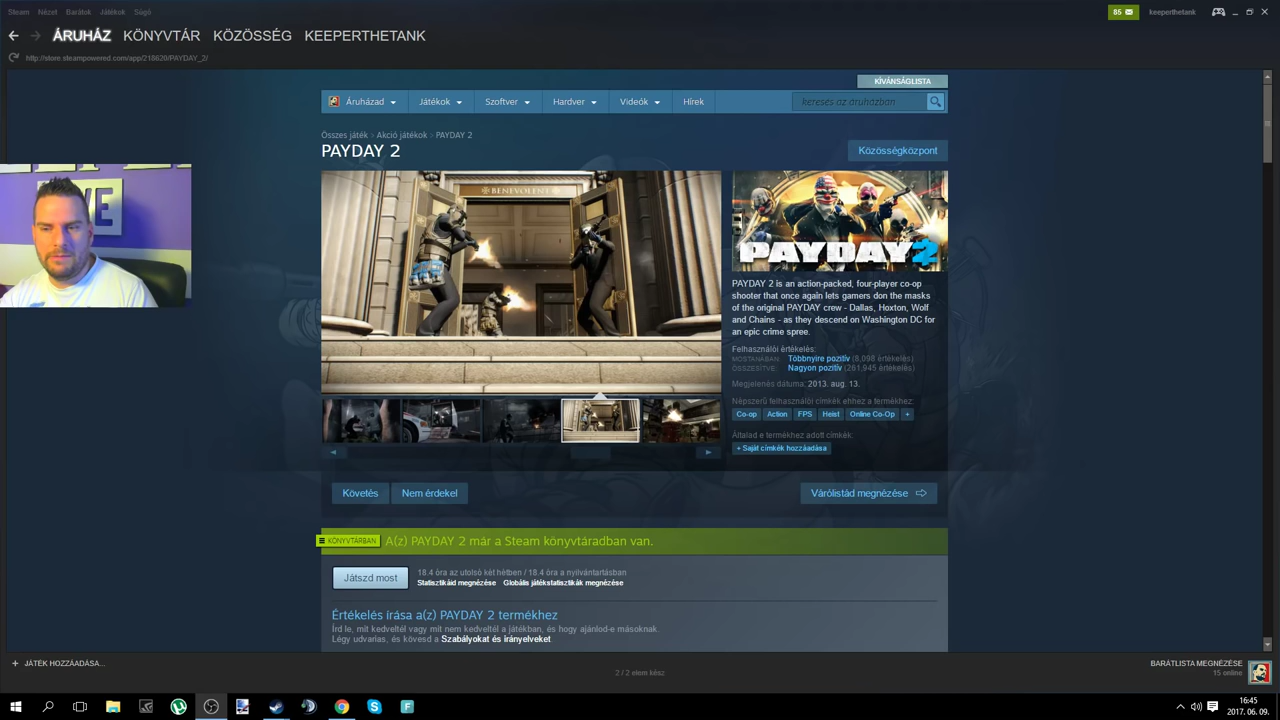 Steam Nézet Barátok Játékok Súgó
85 keeperthetank
ÁRUHÁZ KÖNYVTÁR KÖZÖSSÉG KEEPERTHETANK
http://store.steampowered.com/app/218620/PAYDAY_2/
KÍVÁNSÁGLISTA
Áruházad Játékok Szoftver Hardver Videók Hírek keresés az áruházban
Összes játék > Akció játékok > PAYDAY 2
PAYDAY 2
Közösségközpont
BENEVOLENT
PAYDAY 2
PAYDAY 2 is an action-packed, four-player co-op
shooter that once again lets gamers don the masks
of the original PAYDAY crew - Dallas, Hoxton, Wolf
and Chains - as they descend on Washington DC for
an epic crime spree.
Felhasználói értékelés:
MOSTANÁBAN: Többnyire pozitív (8,098 értékelés)
ÖSSZESÍTVE: Nagyon pozitív (261,945 értékelés)
Megjelenés dátuma: 2013. aug. 13.
Népszerű felhasználói címkék ehhez a termékhez:
Co-op Action FPS Heist Online Co-Op +
Általad e termékhez adott címkék:
+ Saját címkék hozzáadása
Követés Nem érdekel Várólistád megnézése
KÖNYVTÁRBAN A(z) PAYDAY 2 már a Steam könyvtáradban van.
Játszd most
18.4 óra az utolsó két hétben / 18.4 óra a nyilvántartásban
Statisztikáid megnézése Globális játékstatisztikák megnézése
Értékelés írása a(z) PAYDAY 2 termékhez
Írd le, mit kedveltél vagy mit nem kedveltél a játékban, és hogy ajánlod-e másoknak.
Légy udvarias, és kövesd a Szabályokat és irányelveket.
+ JÁTÉK HOZZÁADÁSA...
2 / 2 elem kész
BARÁTLISTA MEGNÉZÉSE
15 online
16:45
2017. 06. 09.